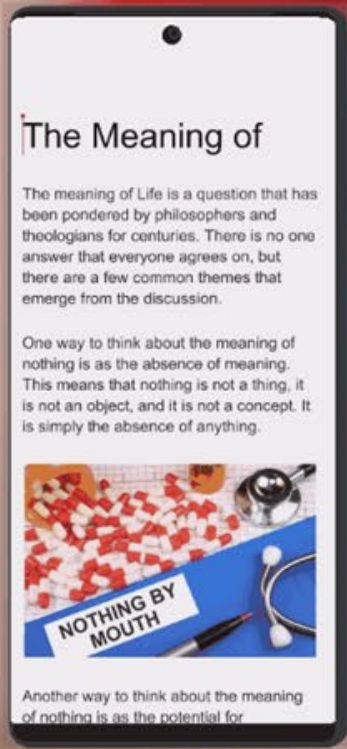 The Meaning of
The meaning of Life is a question that has
been pondered by philosophers and
theologians for centuries. There is no one
answer that everyone agrees on, but
there are a few common themes that
emerge from the discussion.
One way to think about the meaning of
nothing is as the absence of meaning.
This means that nothing is not a thing, it
is not an object, and it is not a concept. It
is simply the absence of anything.
NOTHING BY
MOUTH
Another way to think about the meaning
of nothing is as the potential for